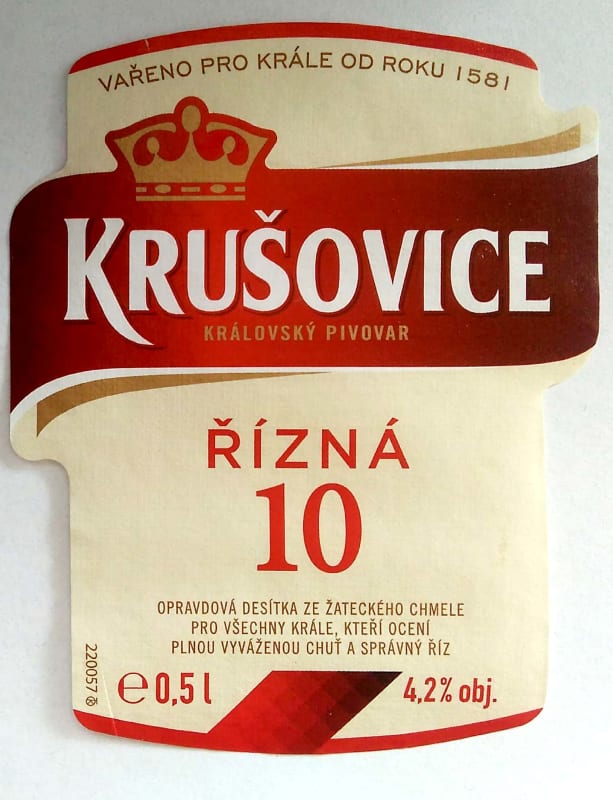 VAŘENO PRO KRÁLE OD ROKU 1581
KRUŠOVICE
KRÁLOVSKÝ PIVOVAR
ŘÍZNÁ
10
OPRAVDOVÁ DESÍTKA ZE ŽATECKÉHO CHMELE
PRO VŠECHNY KRÁLE, KTEŘÍ OCENÍ
PLNOU VYVÁŽENOU CHUŤ A SPRÁVNÝ ŘÍZ
220057
℮0,5 l
4,2% obj.